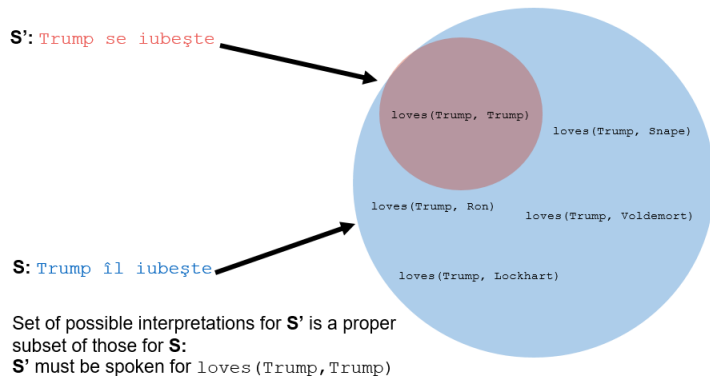 S’: Trump se iubeşte
loves(Trump, Trump)
loves(Trump, Snape)
loves(Trump, Ron)
loves(Trump, Voldemort)
S: Trump îl iubeşte
loves(Trump, Lockhart)
Set of possible interpretations for S’ is a proper
subset of those for S:
S’ must be spoken for loves(Trump,Trump)